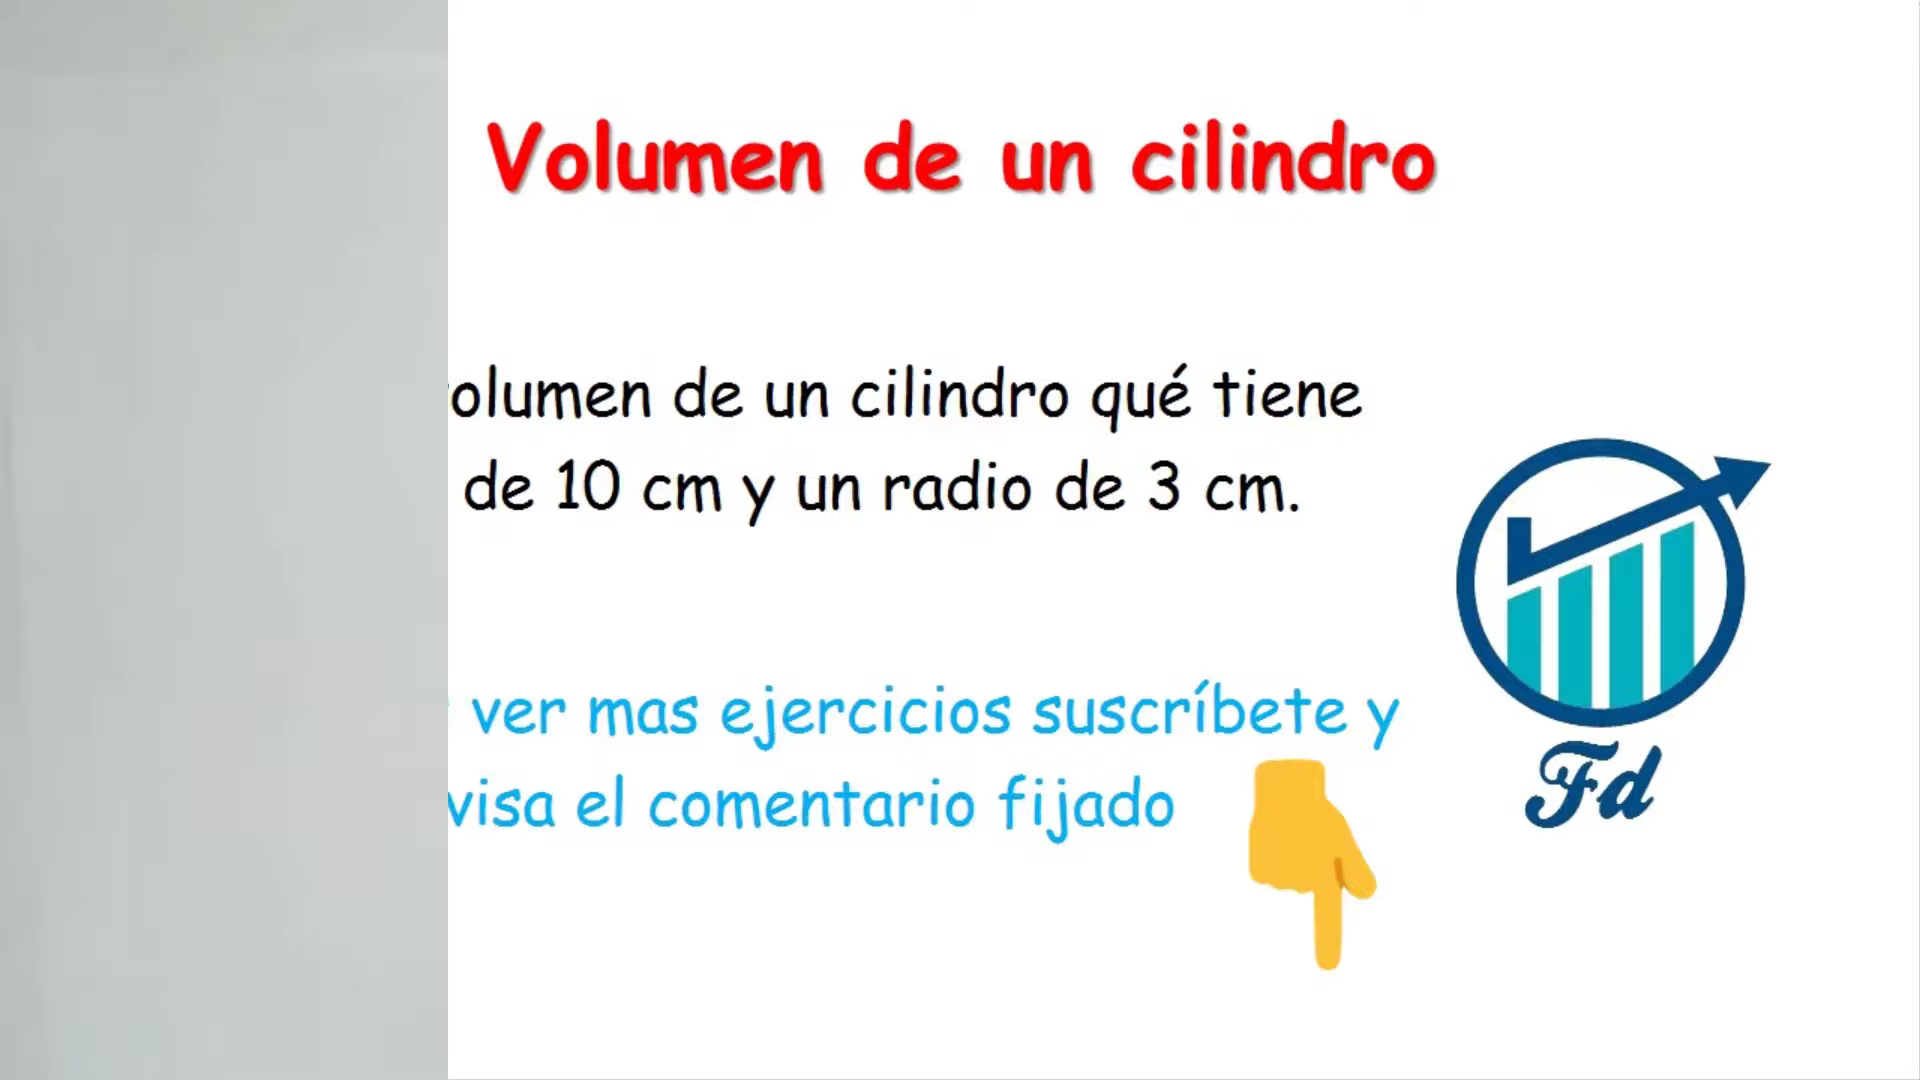 Volumen de un cilindro
olumen de un cilindro qué tiene
de 10 cm y un radio de 3 cm.
ver mas ejercicios suscríbete y
visa el comentario fijado
Fd